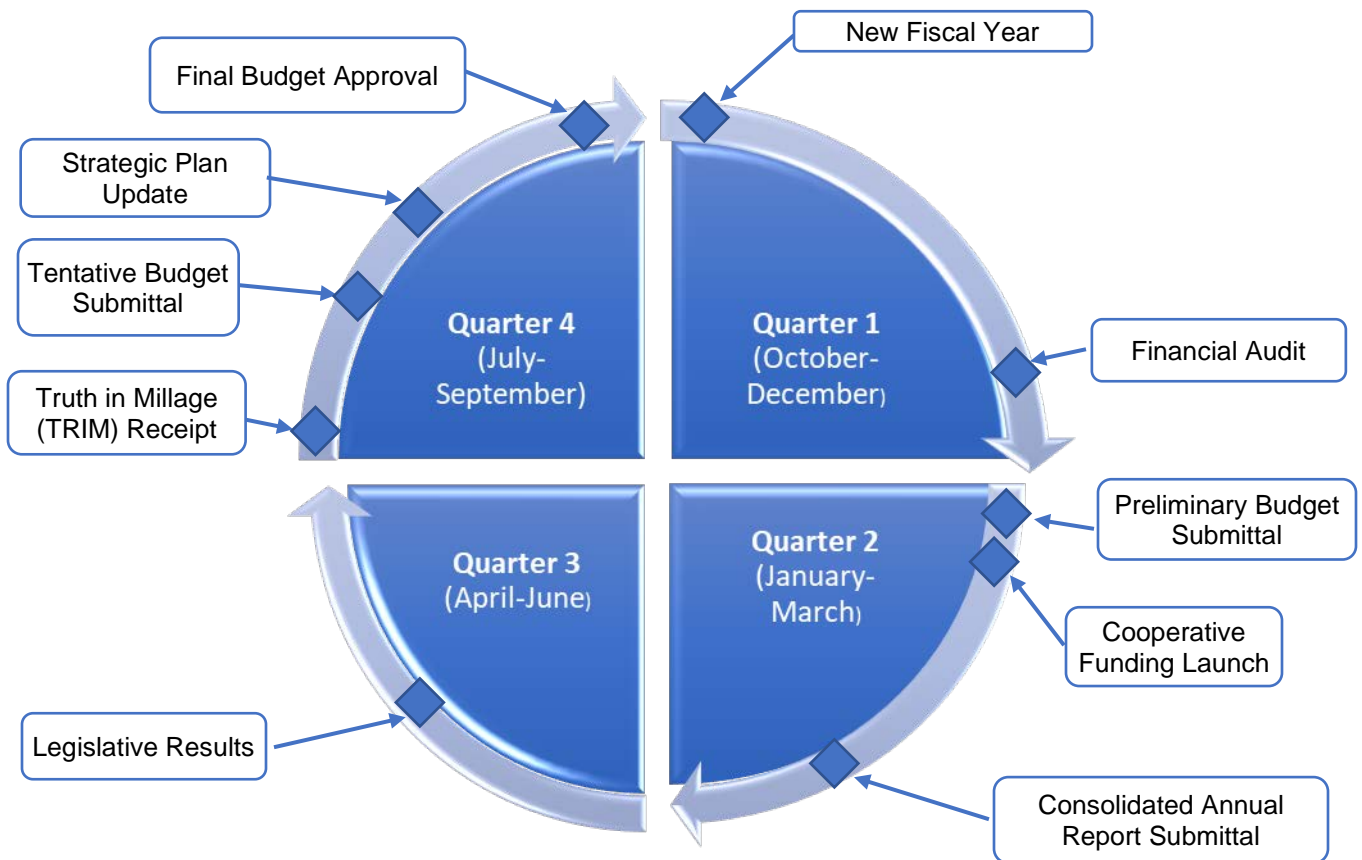 New Fiscal Year
Final Budget Approval
Strategic Plan
Update
Tentative Budget
Submittal
Truth in Millage
(TRIM) Receipt
Quarter 4
(July-
September)
Quarter 1
(October-
December)
Financial Audit
Preliminary Budget
Submittal
Quarter 3
(April-June)
Quarter 2
(January-
March)
Cooperative
Funding Launch
Legislative Results
Consolidated Annual
Report Submittal